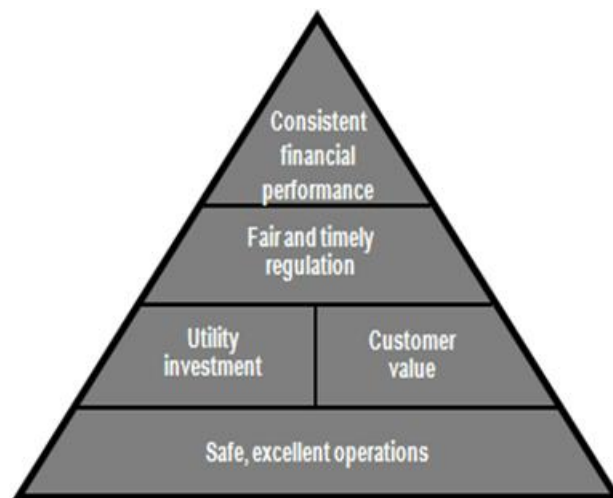 Consistent
financial
performance
Fair and timely
regulation
Utility
investment
Customer
value
Safe, excellent operations